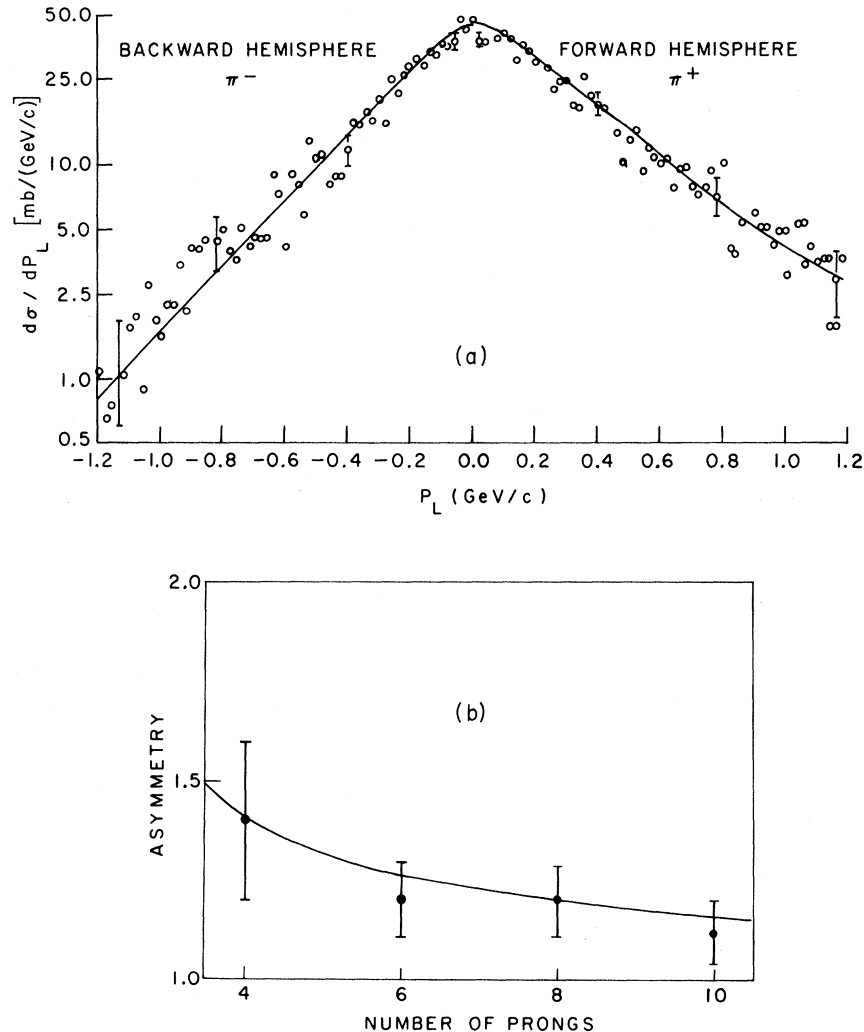 (a)
BACKWARD HEMISPHERE
π−
FORWARD HEMISPHERE
π+
dσ / dP_L [mb/(GeV/c)]
50.0
25.0
10.0
5.0
2.5
1.0
0.5
-1.2 -1.0 -0.8 -0.6 -0.4 -0.2 0.0 0.2 0.4 0.6 0.8 1.0 1.2
P_L (GeV/c)
(b)
ASYMMETRY
2.0
1.5
1.0
4 6 8 10
NUMBER OF PRONGS